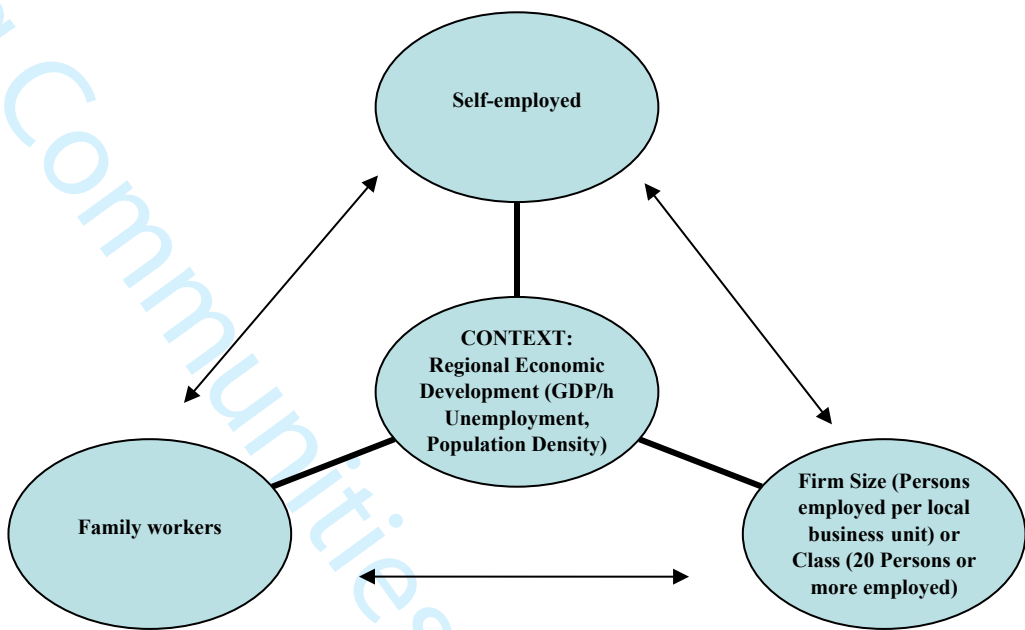 Self-employed
CONTEXT:
Regional Economic
Development (GDP/h
Unemployment,
Population Density)
Family workers
Firm Size (Persons
employed per local
business unit) or
Class (20 Persons or
more employed)
Communities